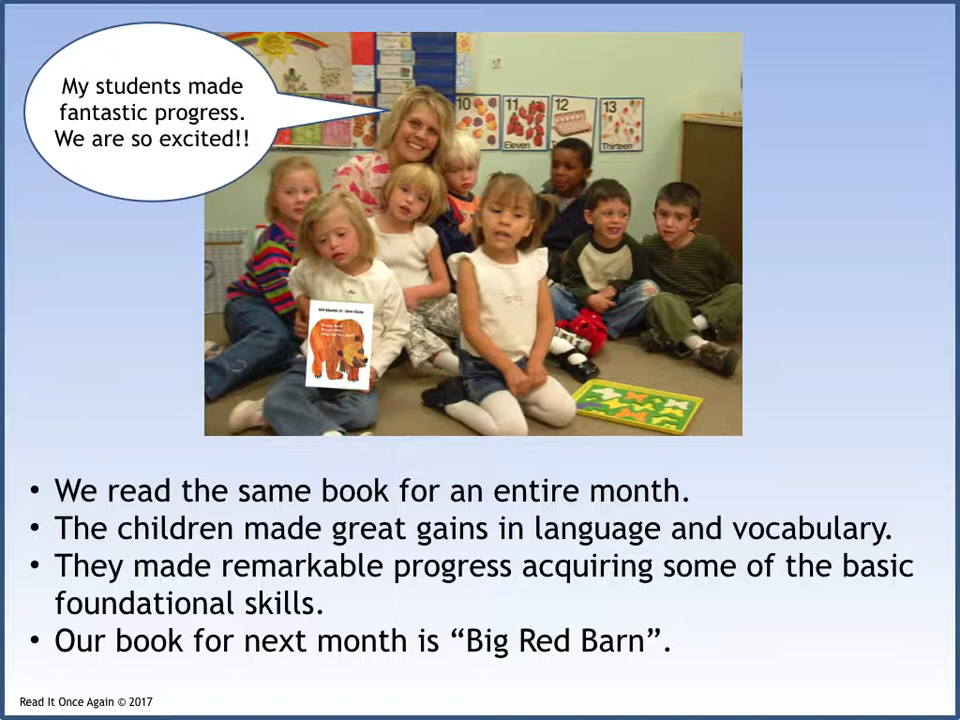 My students made
fantastic progress.
We are so excited!!
10
11
12
13
Eleven
Thirteen
• We read the same book for an entire month.
• The children made great gains in language and vocabulary.
• They made remarkable progress acquiring some of the basic
foundational skills.
• Our book for next month is “Big Red Barn”.
Read It Once Again © 2017